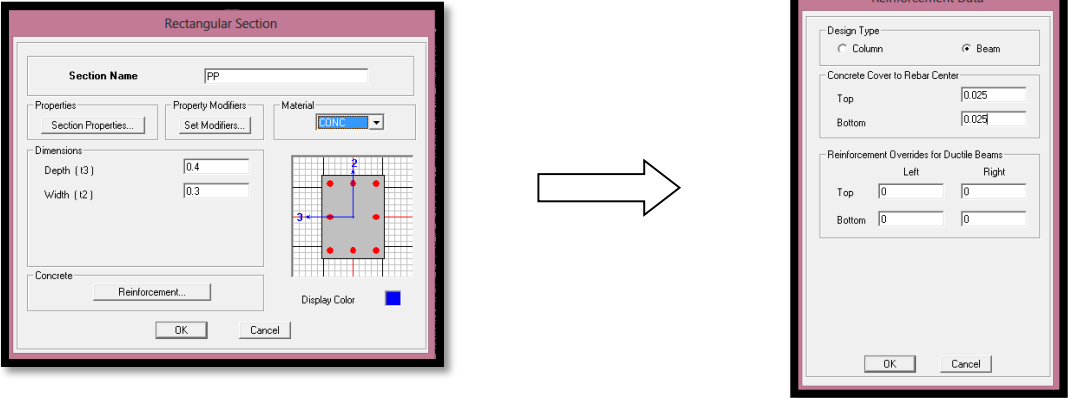 Rectangular Section
Section Name PP
Properties Property Modifiers Material
Section Properties... Set Modifiers... CONC
Dimensions
Depth ( t3 ) 0.4
Width ( t2 ) 0.3
2
3
Concrete
Reinforcement...
Display Color
OK Cancel
Reinforcement Data
Design Type
Column Beam
Concrete Cover to Rebar Center
Top 0.025
Bottom 0.025
Reinforcement Overrides for Ductile Beams
Left Right
Top 0 0
Bottom 0 0
OK Cancel